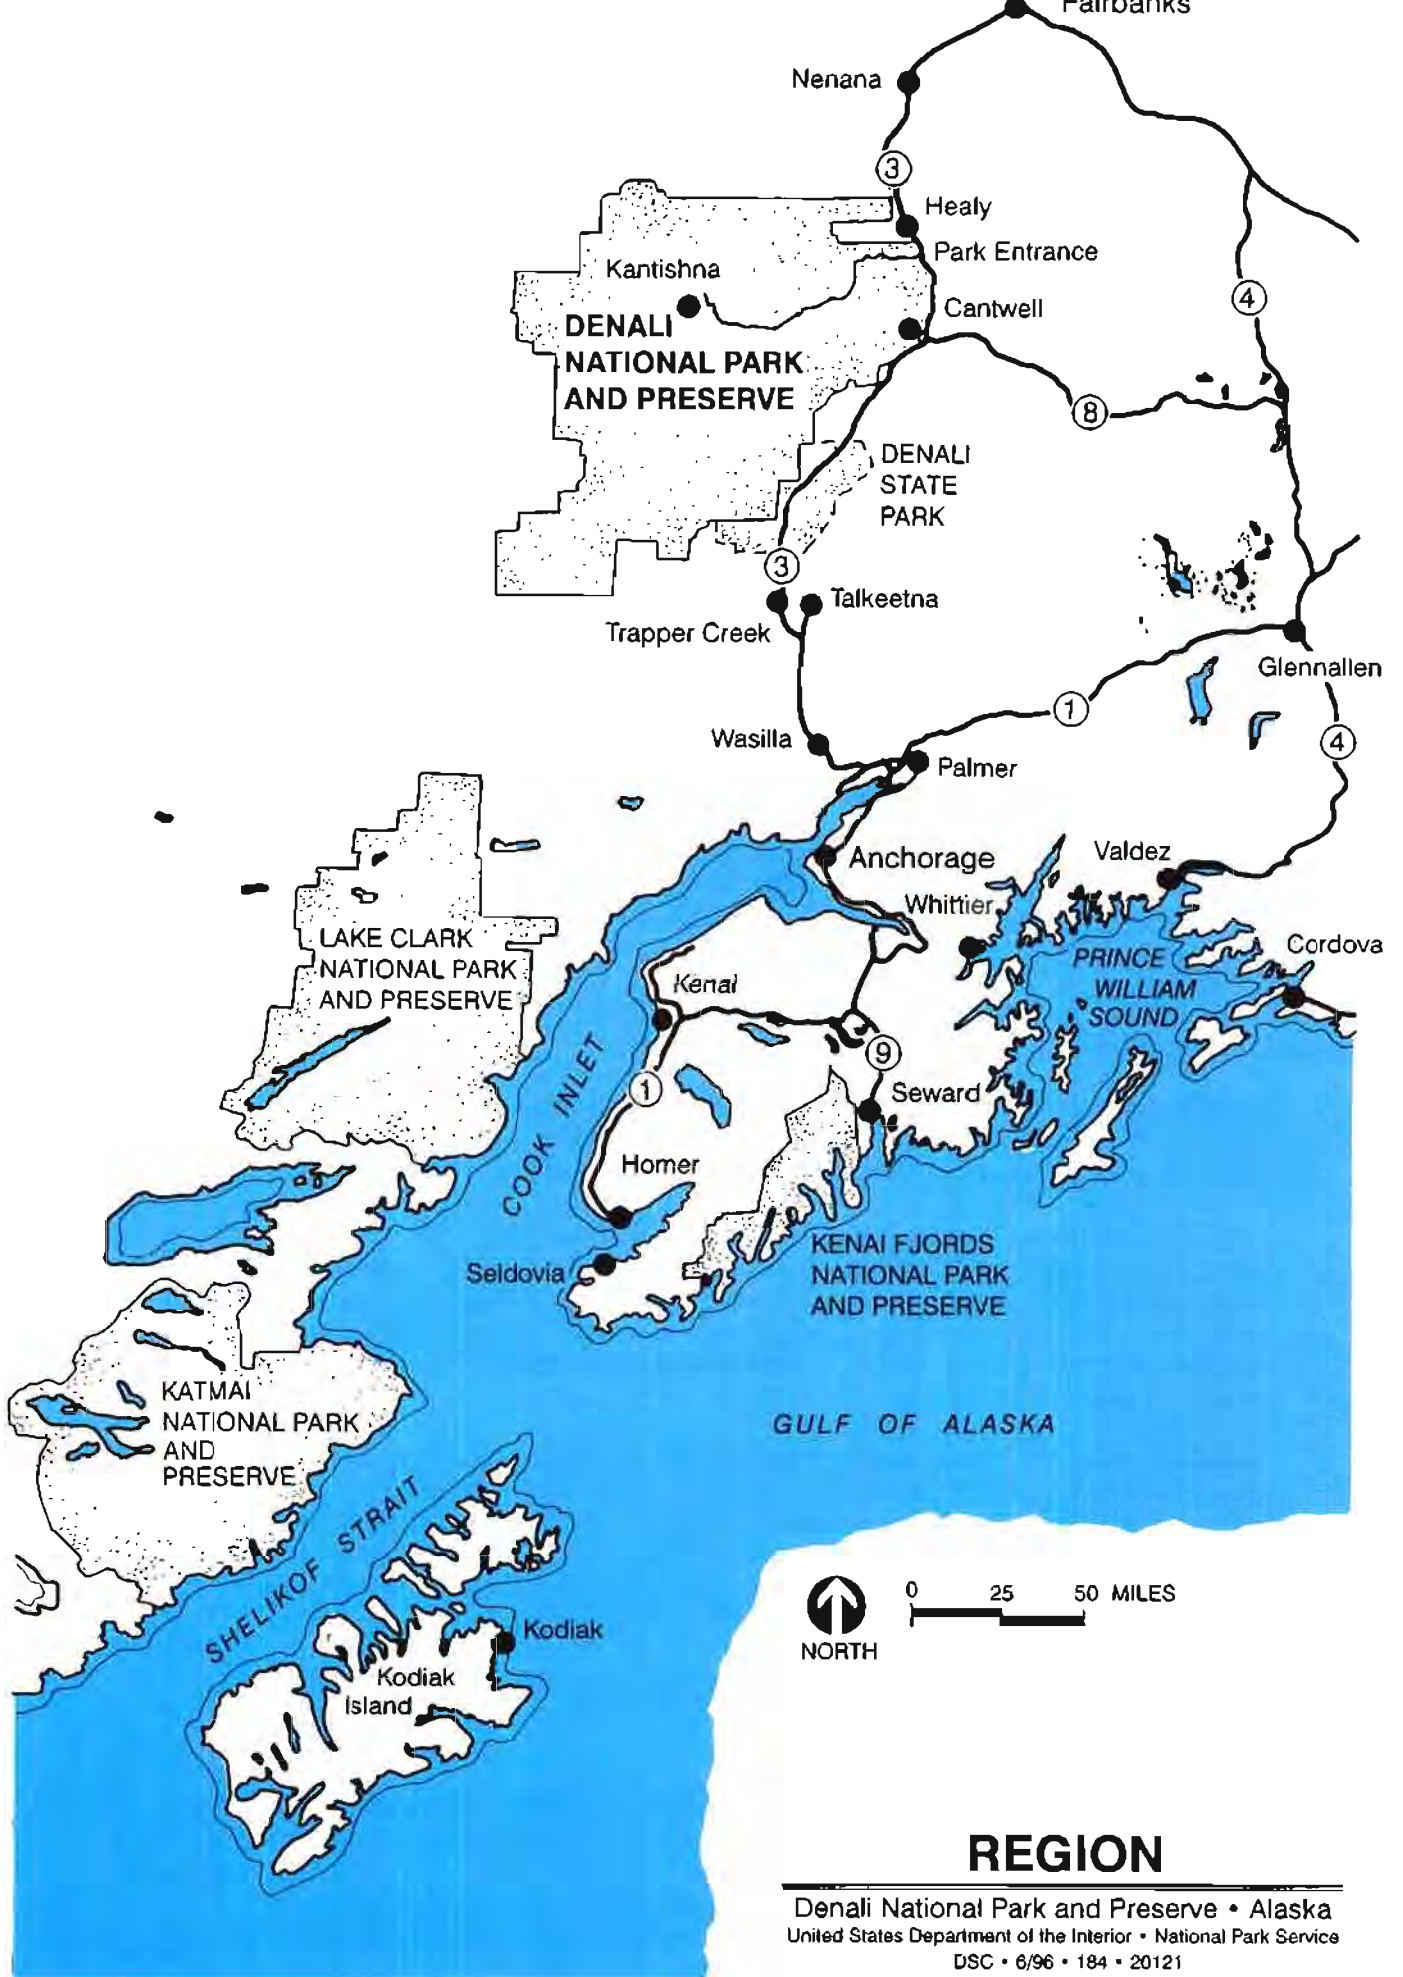 Fairbanks
Nenana
3
Healy
Park Entrance
Kantishna
Cantwell
4
DENALI
NATIONAL PARK
AND PRESERVE
8
DENALI
STATE
PARK
3
Talkeetna
Trapper Creek
Glennallen
1
Wasilla
4
Palmer
Anchorage
Valdez
Whittier
LAKE CLARK
NATIONAL PARK
AND PRESERVE
Cordova
PRINCE
WILLIAM
SOUND
Kenai
9
COOK INLET
1
Seward
Homer
KENAI FJORDS
NATIONAL PARK
AND PRESERVE
Seldovia
KATMAI
NATIONAL PARK
AND
PRESERVE
GULF OF ALASKA
SHELIKOF STRAIT
0 25 50 MILES
NORTH
Kodiak
Kodiak
Island
REGION
Denali National Park and Preserve • Alaska
United States Department of the Interior • National Park Service
DSC • 6/96 • 184 • 20121